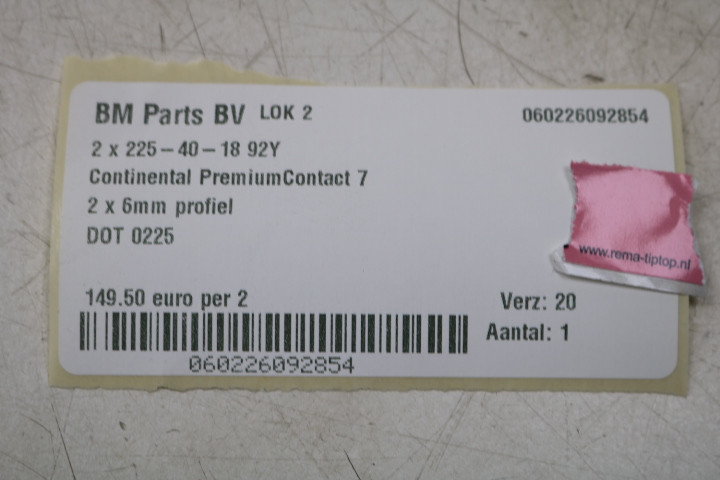 BM Parts BV LOK 2 060226092854
2 x 225-40-18 92Y
Continental PremiumContact 7
2 x 6mm profiel
DOT 0225
www.rema-tiptop.nl
149.50 euro per 2 Verz: 20
Aantal: 1
060226092854